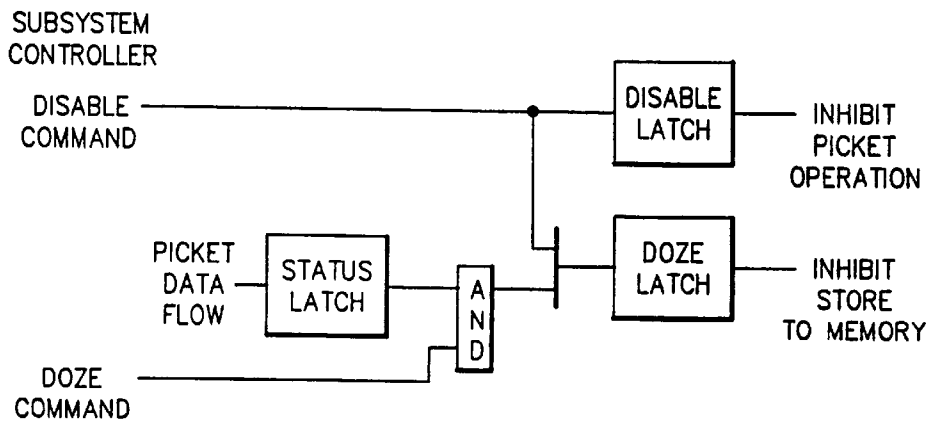 SUBSYSTEM
CONTROLLER
DISABLE
COMMAND
DISABLE
LATCH
INHIBIT
PICKET
OPERATION
PICKET
DATA
FLOW
STATUS
LATCH
AND
DOZE
LATCH
INHIBIT
STORE
TO MEMORY
DOZE
COMMAND